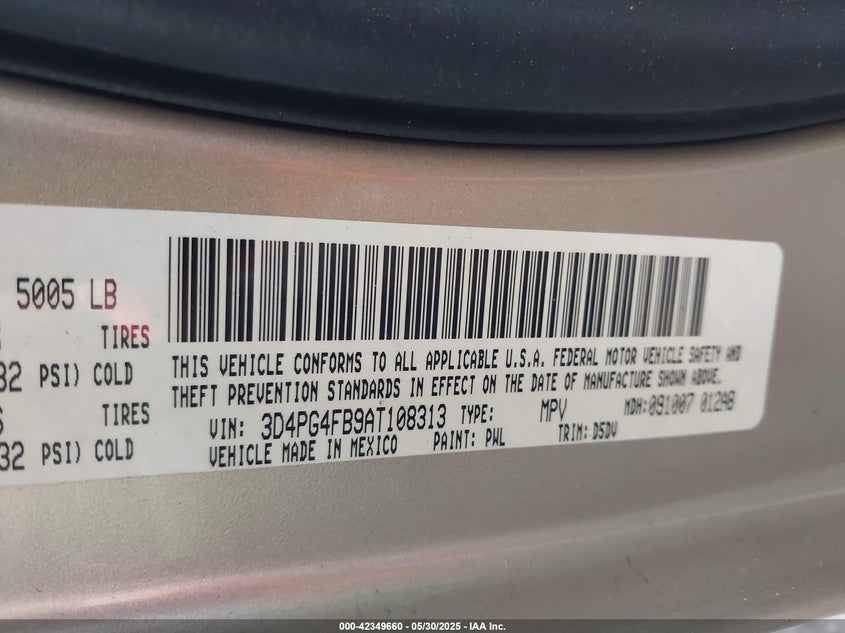 5005 LB
TIRES
32 PSI) COLD
TIRES
32 PSI) COLD
THIS VEHICLE CONFORMS TO ALL APPLICABLE U.S.A. FEDERAL MOTOR VEHICLE SAFETY AND
THEFT PREVENTION STANDARDS IN EFFECT ON THE DATE OF MANUFACTURE SHOWN ABOVE.
VIN: 3D4PG4FB9AT108313 TYPE: MPV MDH: 091007 012AB
VEHICLE MADE IN MEXICO PAINT: PWL TRIM: D5DV
000-42349660 — 05/30/2025 — IAA Inc.